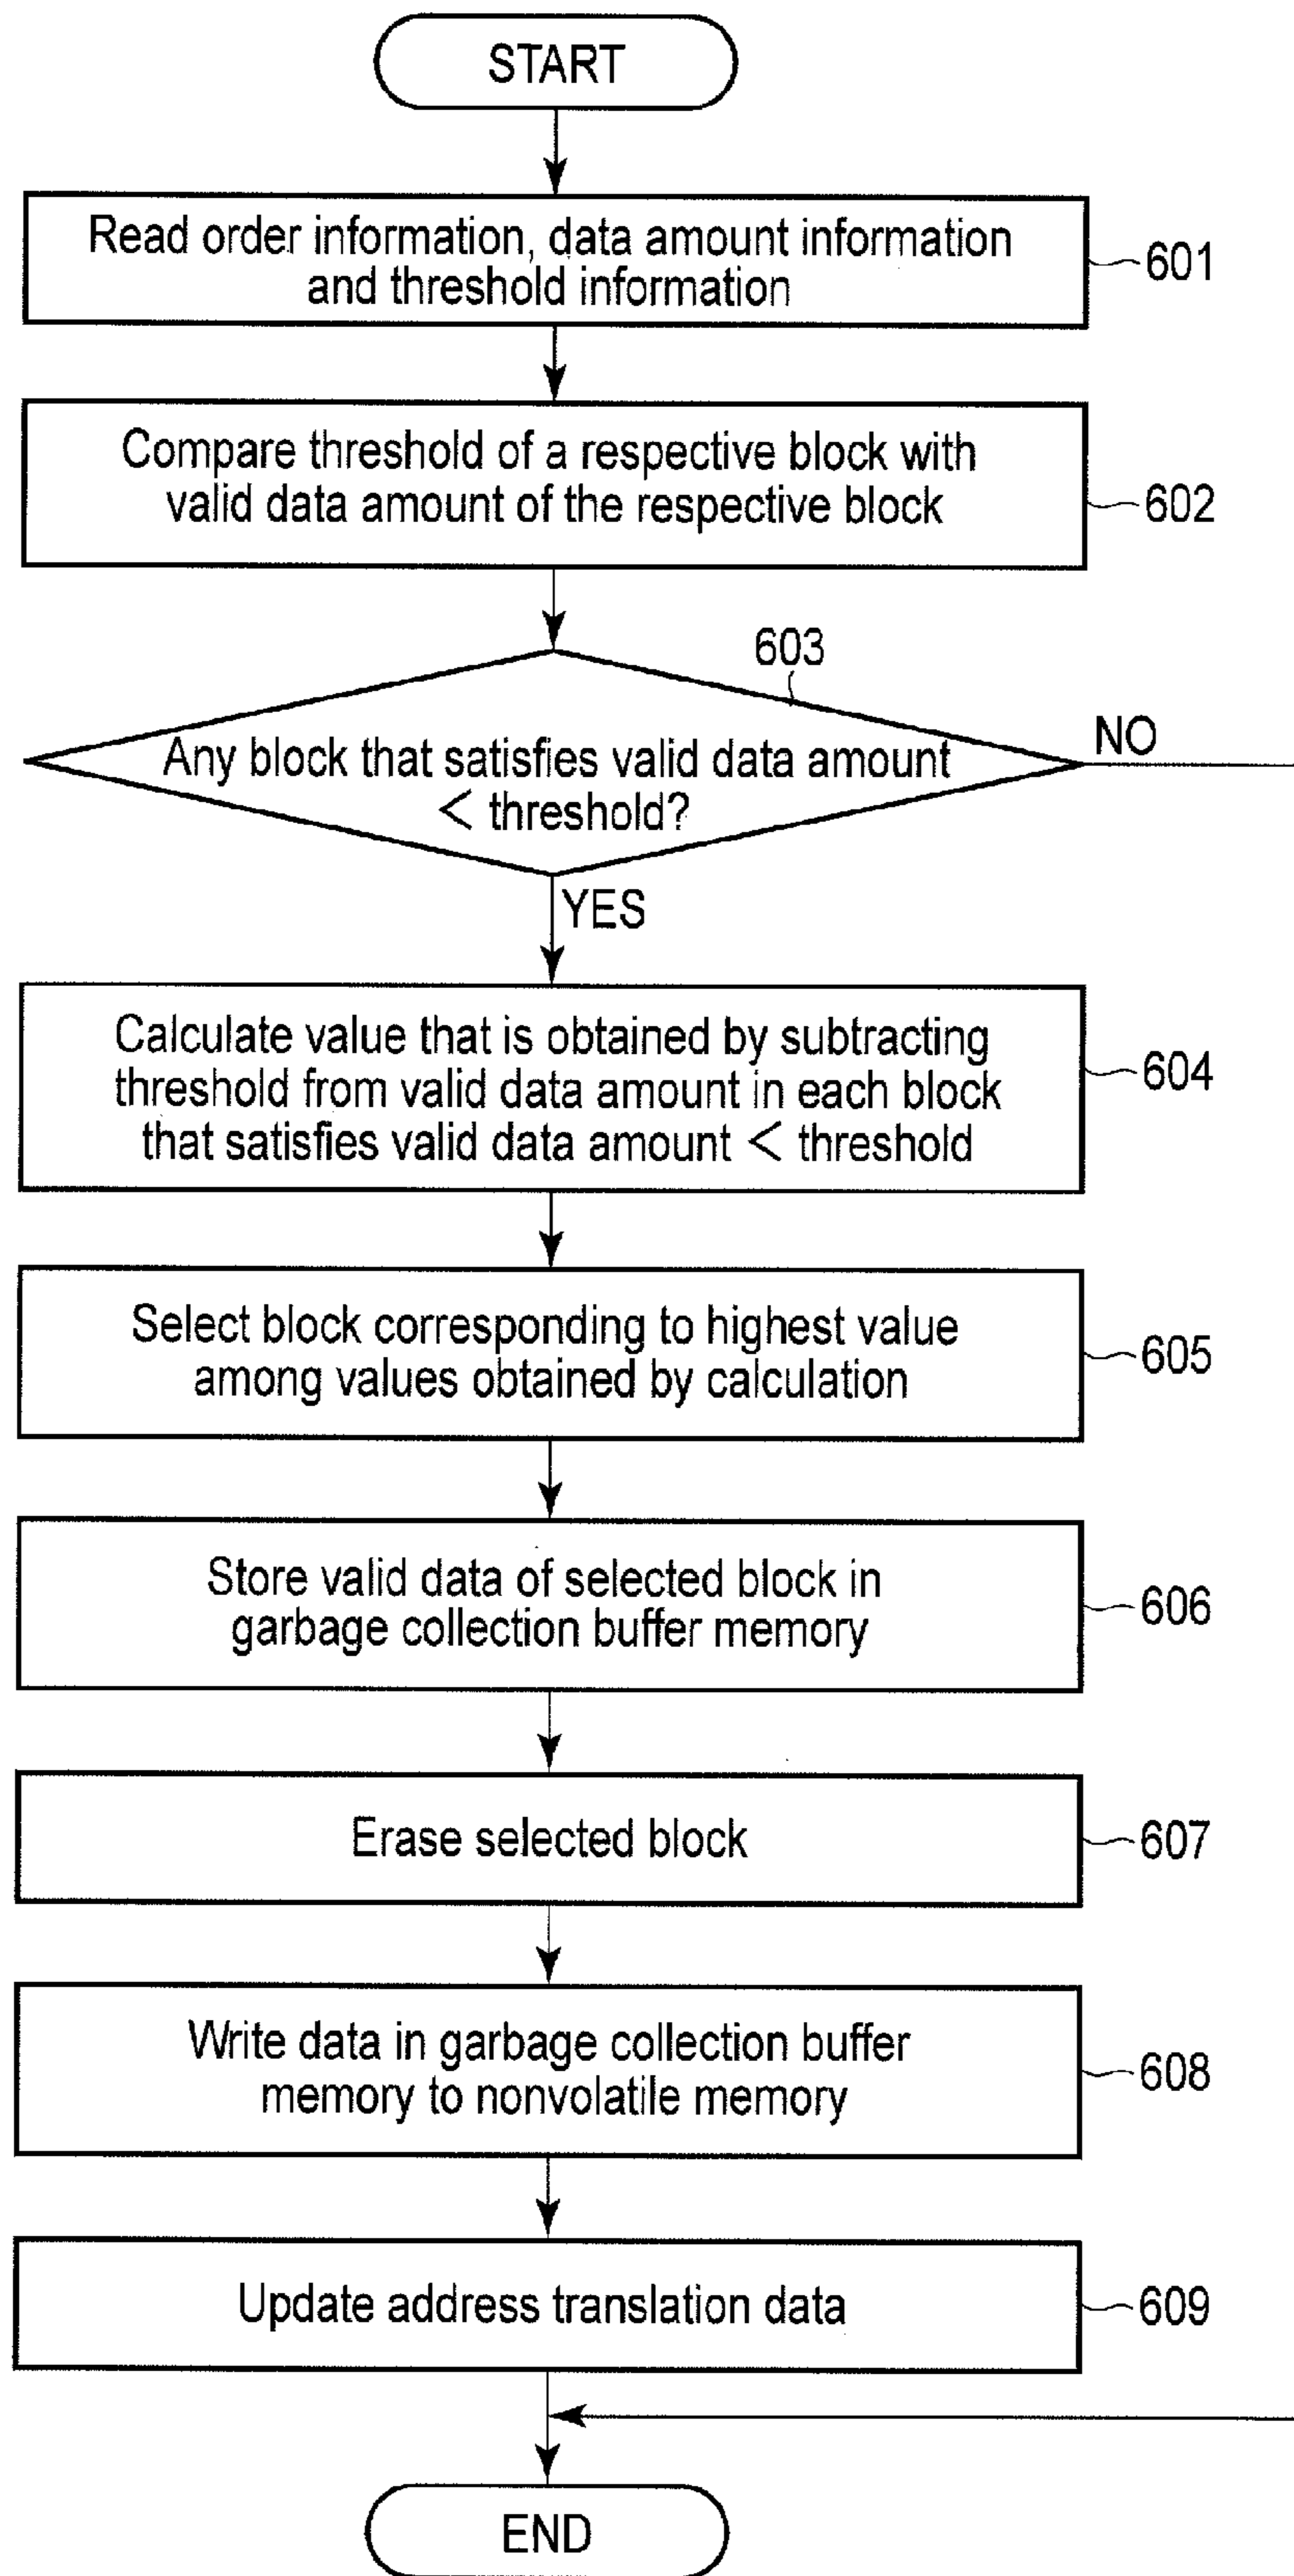 START
Read order information, data amount information
and threshold information
601
Compare threshold of a respective block with
valid data amount of the respective block
602
603
Any block that satisfies valid data amount
< threshold?
NO
YES
Calculate value that is obtained by subtracting
threshold from valid data amount in each block
that satisfies valid data amount < threshold
604
Select block corresponding to highest value
among values obtained by calculation
605
Store valid data of selected block in
garbage collection buffer memory
606
Erase selected block
607
Write data in garbage collection buffer
memory to nonvolatile memory
608
Update address translation data
609
END